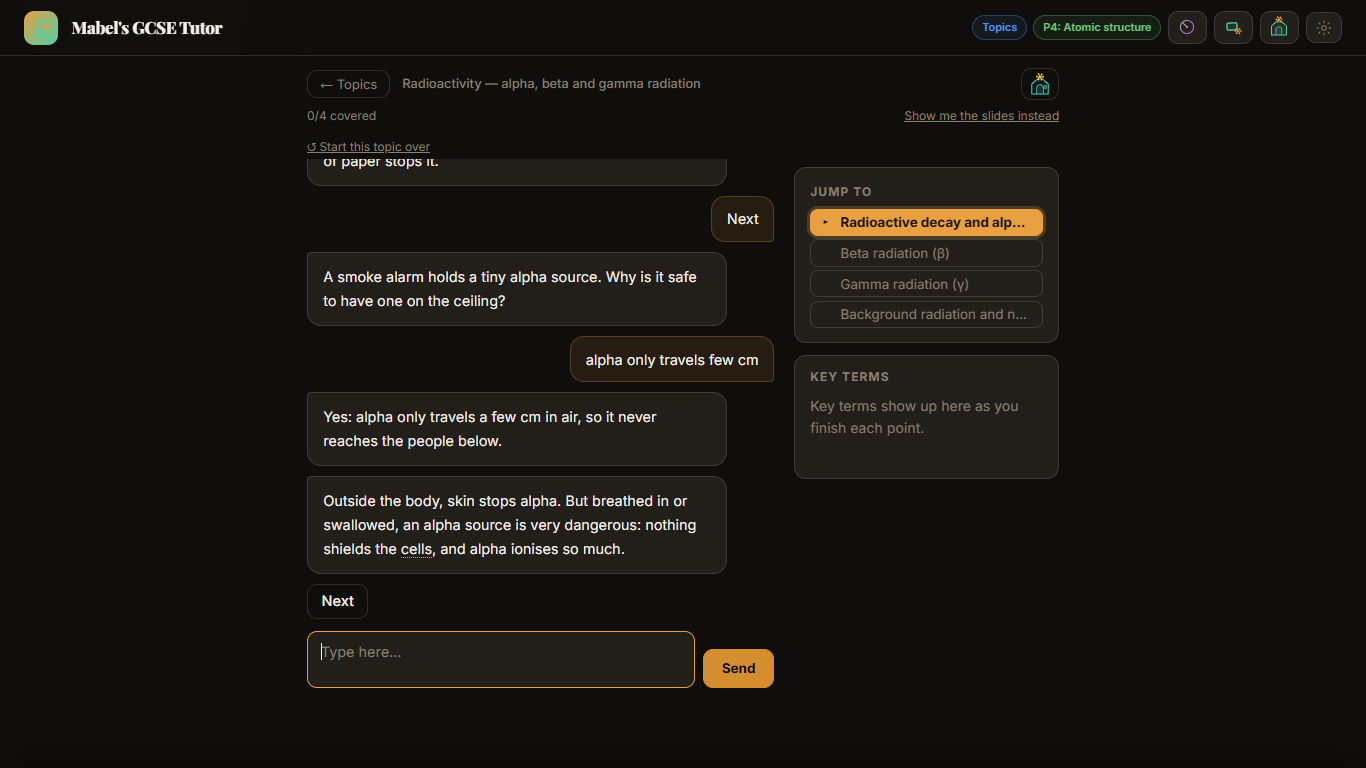 Mabel's GCSE Tutor
Topics
P4: Atomic structure
← Topics
Radioactivity — alpha, beta and gamma radiation
0/4 covered
Show me the slides instead
↺ Start this topic over
of paper stops it.
Next
A smoke alarm holds a tiny alpha source. Why is it safe
to have one on the ceiling?
alpha only travels few cm
Yes: alpha only travels a few cm in air, so it never
reaches the people below.
Outside the body, skin stops alpha. But breathed in or
swallowed, an alpha source is very dangerous: nothing
shields the cells, and alpha ionises so much.
Next
Type here...
Send
JUMP TO
‣ Radioactive decay and alp...
Beta radiation (β)
Gamma radiation (γ)
Background radiation and n...
KEY TERMS
Key terms show up here as you
finish each point.